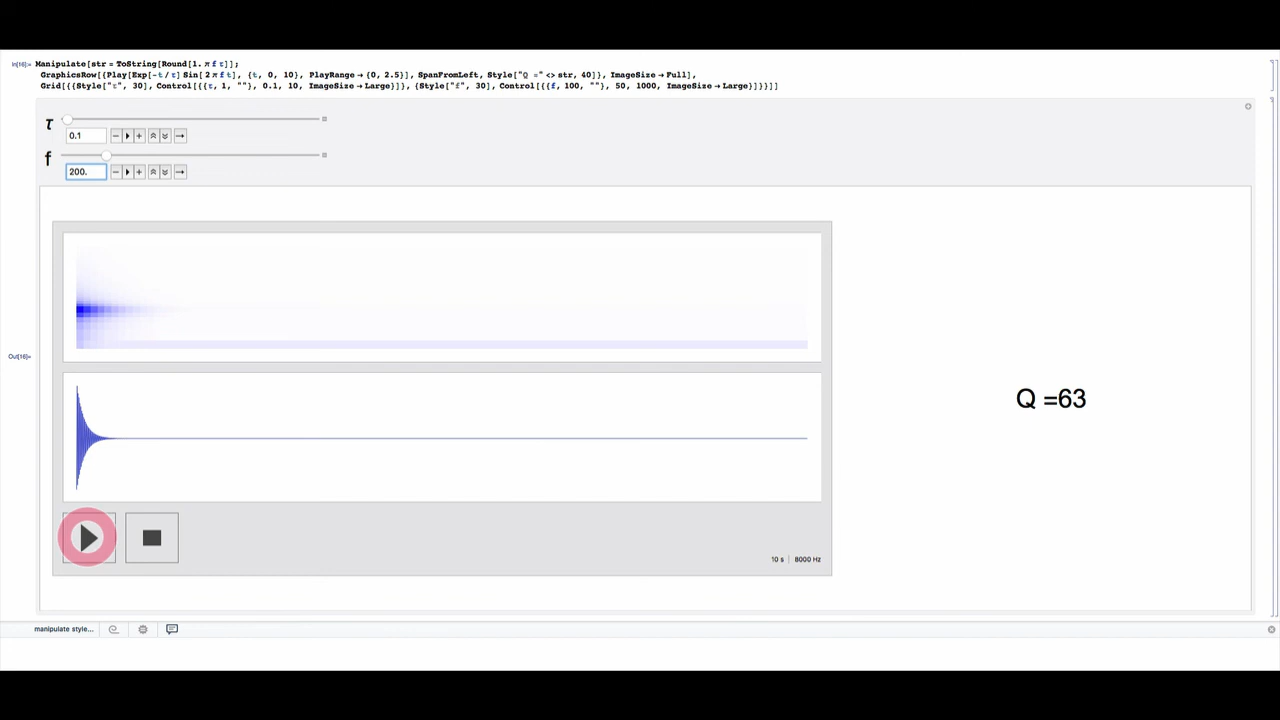 In[16]:= Manipulate[str = ToString[Round[1. π f τ]];
GraphicsRow[{Play[Exp[-t/τ] Sin[2 π f t], {t, 0, 10}, PlayRange → {0, 2.5}], SpanFromLeft, Style["Q =" <> str, 40]}, ImageSize → Full],
Grid[{{Style["τ", 30], Control[{{τ, 1, ""}, 0.1, 10, ImageSize → Large}]}, {Style["f", 30], Control[{{f, 100, ""}, 50, 1000, ImageSize → Large}]}}]]
τ
0.1
f
200.
Out[16]=
Q =63
10 s | 8000 Hz
manipulate style...